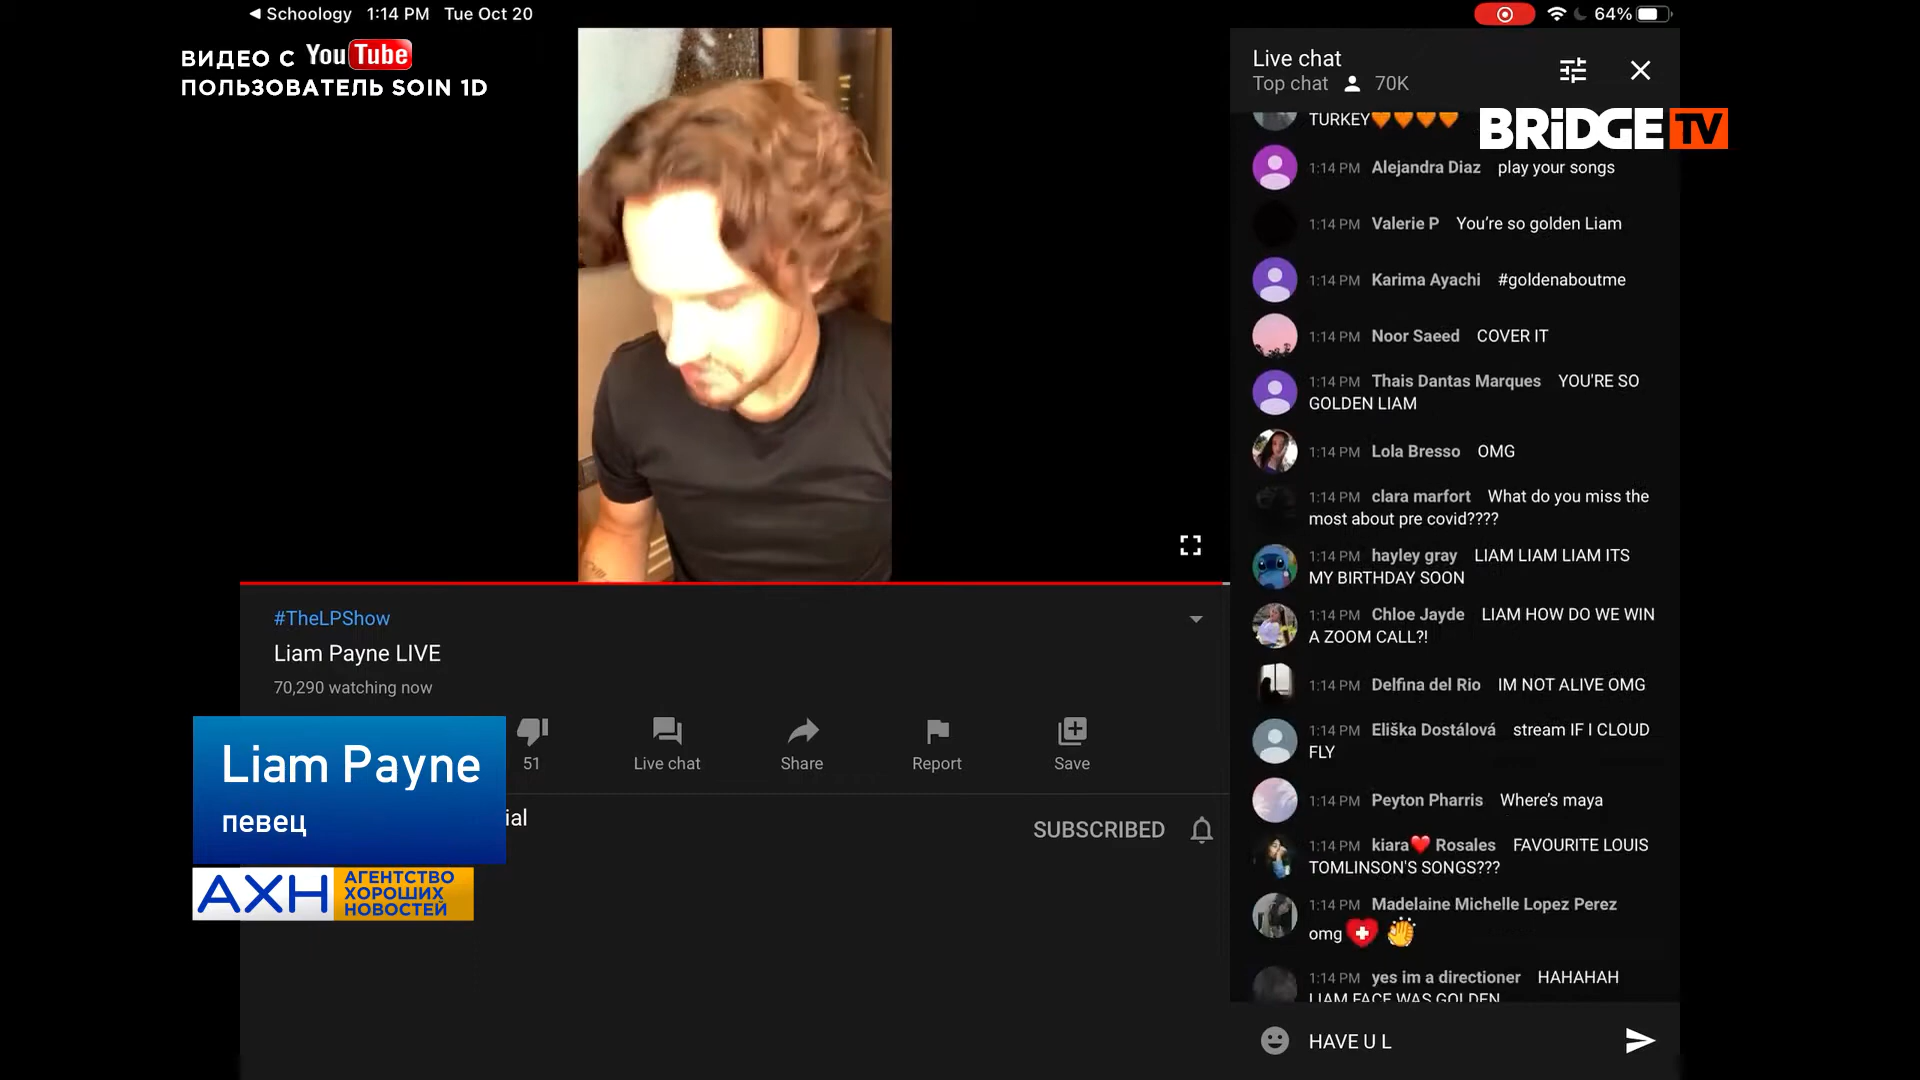 Schoology 1:14 PM Tue Oct 20
64%
ВИДЕО С YouTube
ПОЛЬЗОВАТЕЛЬ SOIN 1D
BRiDGE TV
#TheLPShow
Liam Payne LIVE
70,290 watching now
51
Live chat
Share
Report
Save
ial
SUBSCRIBED
Liam Payne
певец
АХН АГЕНТСТВО
ХОРОШИХ
НОВОСТЕЙ
Live chat
Top chat 70K
TURKEY🧡🧡🧡🧡
1:14 PM Alejandra Diaz play your songs
1:14 PM Valerie P You’re so golden Liam
1:14 PM Karima Ayachi #goldenaboutme
1:14 PM Noor Saeed COVER IT
1:14 PM Thais Dantas Marques YOU'RE SO
GOLDEN LIAM
1:14 PM Lola Bresso OMG
1:14 PM clara marfort What do you miss the
most about pre covid????
1:14 PM hayley gray LIAM LIAM LIAM ITS
MY BIRTHDAY SOON
1:14 PM Chloe Jayde LIAM HOW DO WE WIN
A ZOOM CALL?!
1:14 PM Delfina del Rio IM NOT ALIVE OMG
1:14 PM Eliška Dostálová stream IF I CLOUD
FLY
1:14 PM Peyton Pharris Where’s maya
1:14 PM kiara❤️ Rosales FAVOURITE LOUIS
TOMLINSON'S SONGS???
1:14 PM Madelaine Michelle Lopez Perez
omg
1:14 PM yes im a directioner HAHAHAH
LIAM FACE WAS GOLDEN
HAVE U L